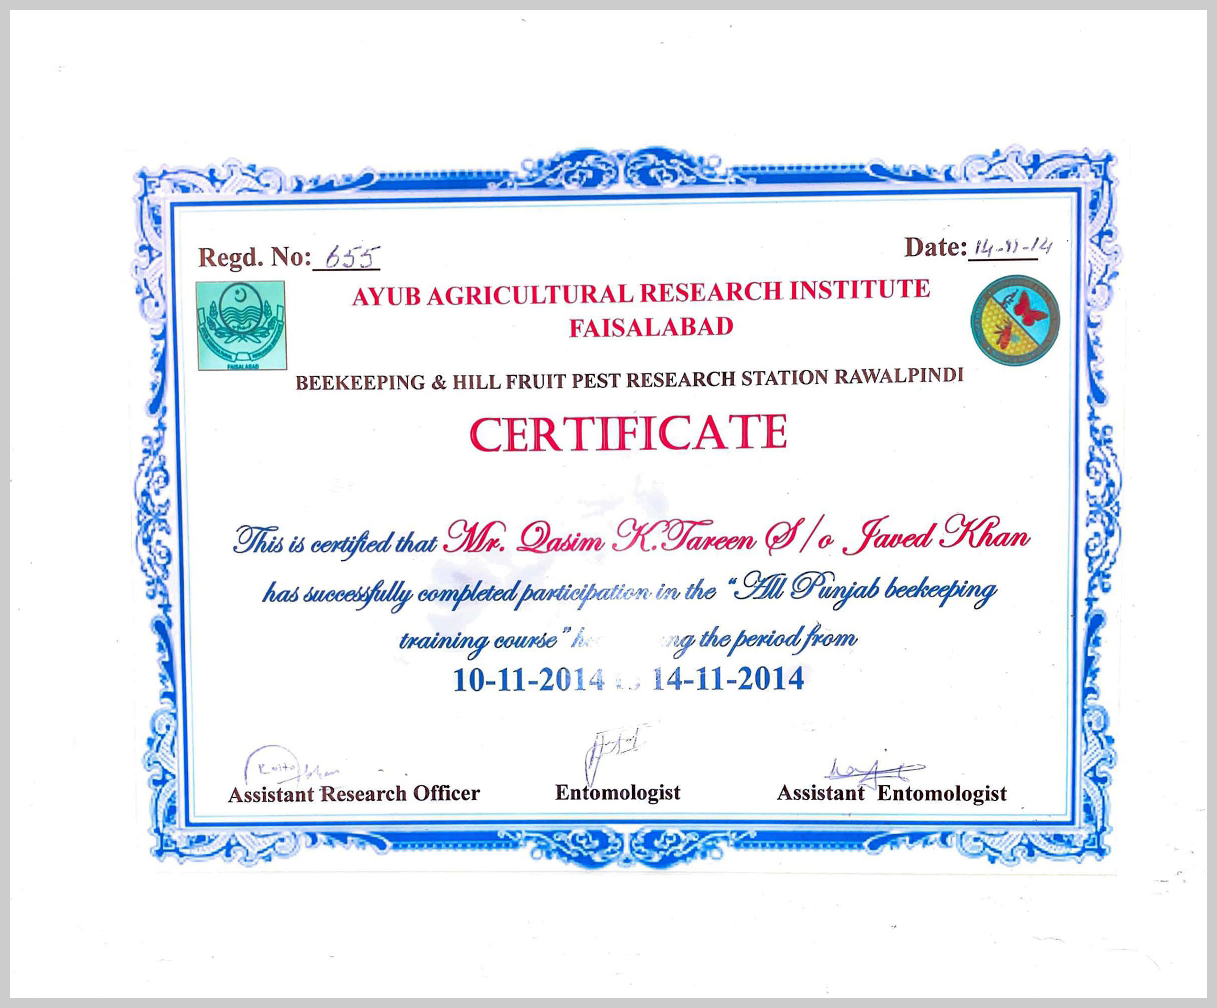 Regd. No: 655
Date: 14-11-14
AYUB AGRICULTURAL RESEARCH INSTITUTE
FAISALABAD
FAISALABAD
BEEKEEPING & HILL FRUIT PEST RESEARCH STATION RAWALPINDI
CERTIFICATE
This is certified that Mr. Qasim K.Tareen S/o Javed Khan
has successfully completed participation in the "All Punjab beekeeping
training course" the period from
10-11-2014 14-11-2014
Assistant Research Officer
Entomologist
Assistant Entomologist